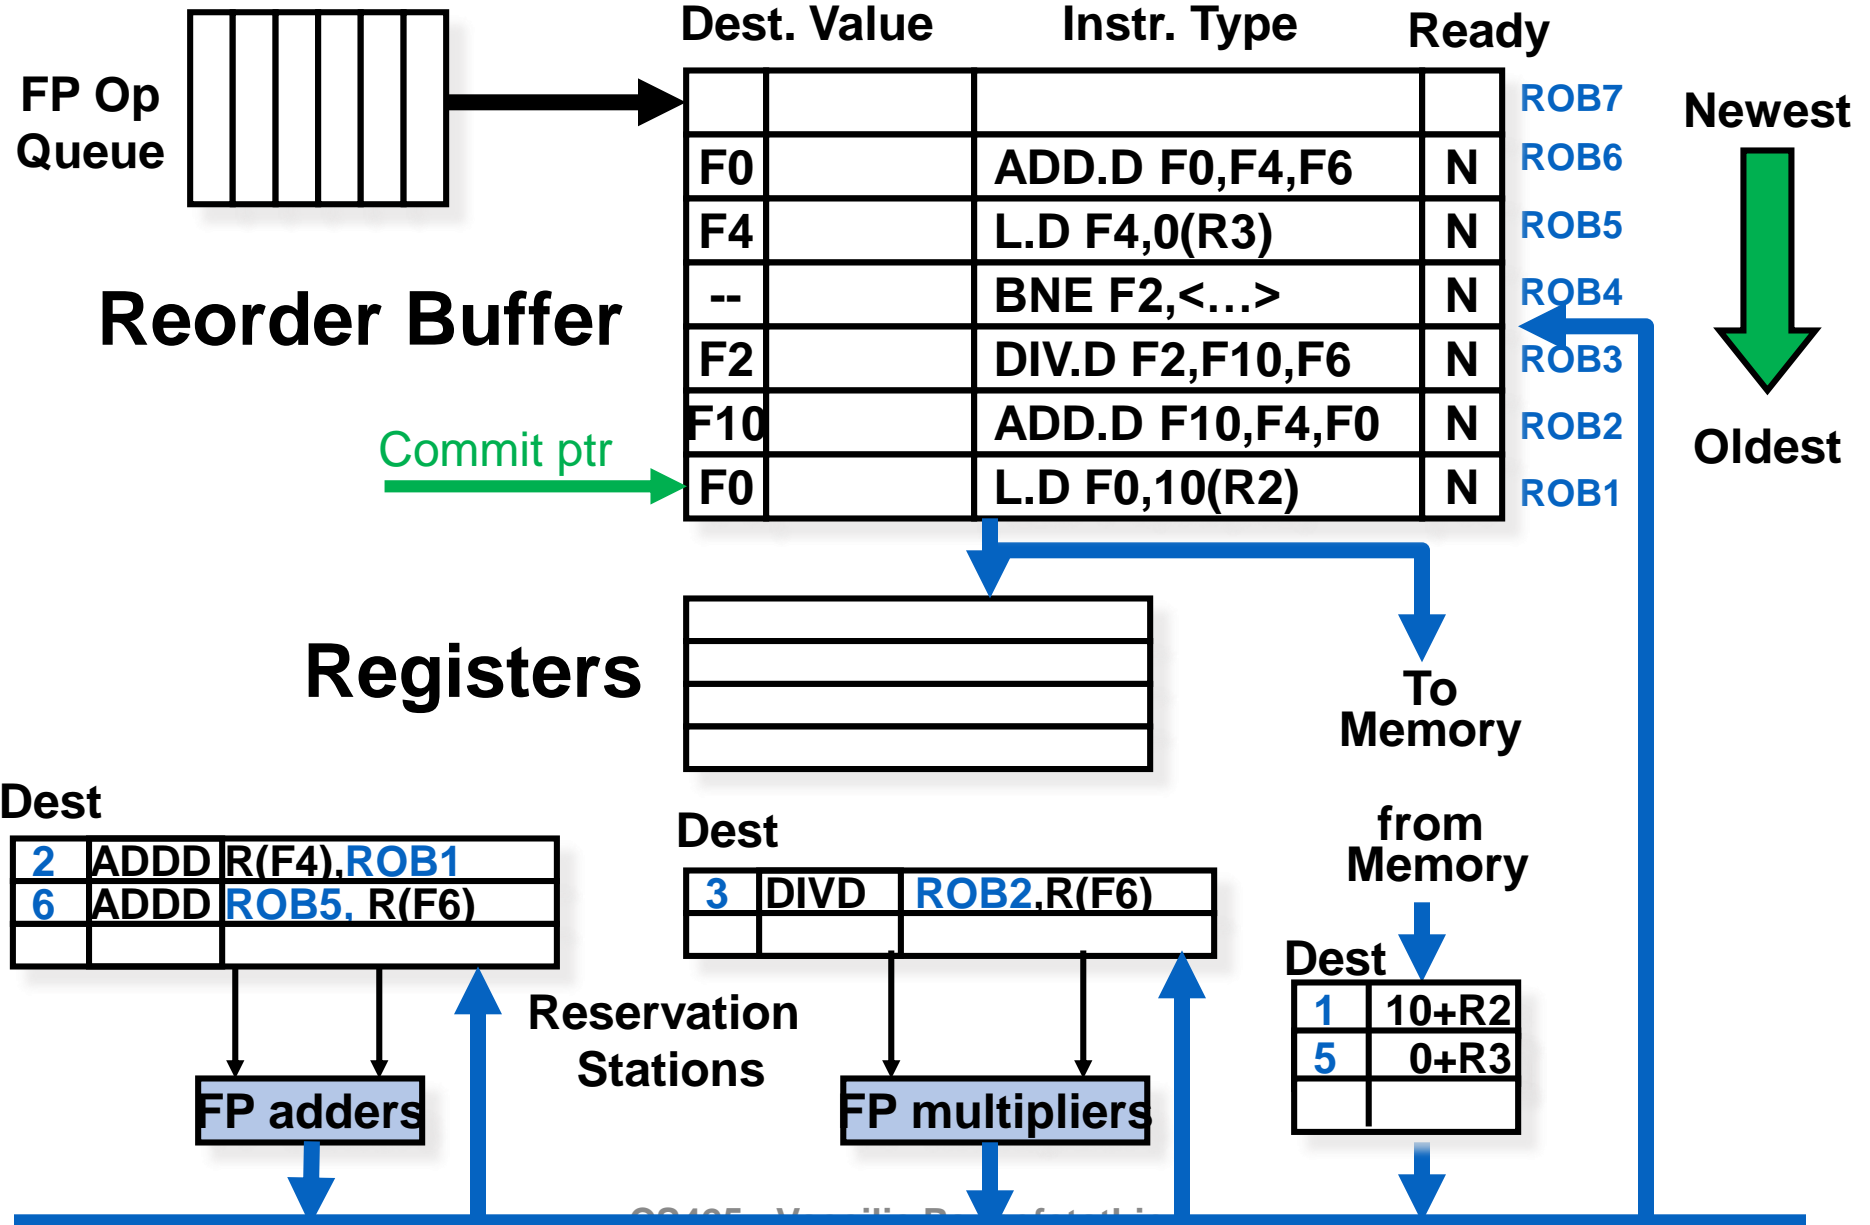 Dest. Value Instr. Type Ready
FP Op
Queue
ROB7
Newest
F0 ADD.D F0,F4,F6 N ROB6
F4 L.D F4,0(R3) N ROB5
-- BNE F2,<…> N ROB4
Reorder Buffer
F2 DIV.D F2,F10,F6 N ROB3
F10 ADD.D F10,F4,F0 N ROB2
Commit ptr
Oldest
F0 L.D F0,10(R2) N ROB1
Registers
To
Memory
Dest
2 ADDD R(F4),ROB1
6 ADDD ROB5, R(F6)
Dest
3 DIVD ROB2,R(F6)
from
Memory
Dest
1 10+R2
5 0+R3
Reservation
Stations
FP adders
FP multipliers